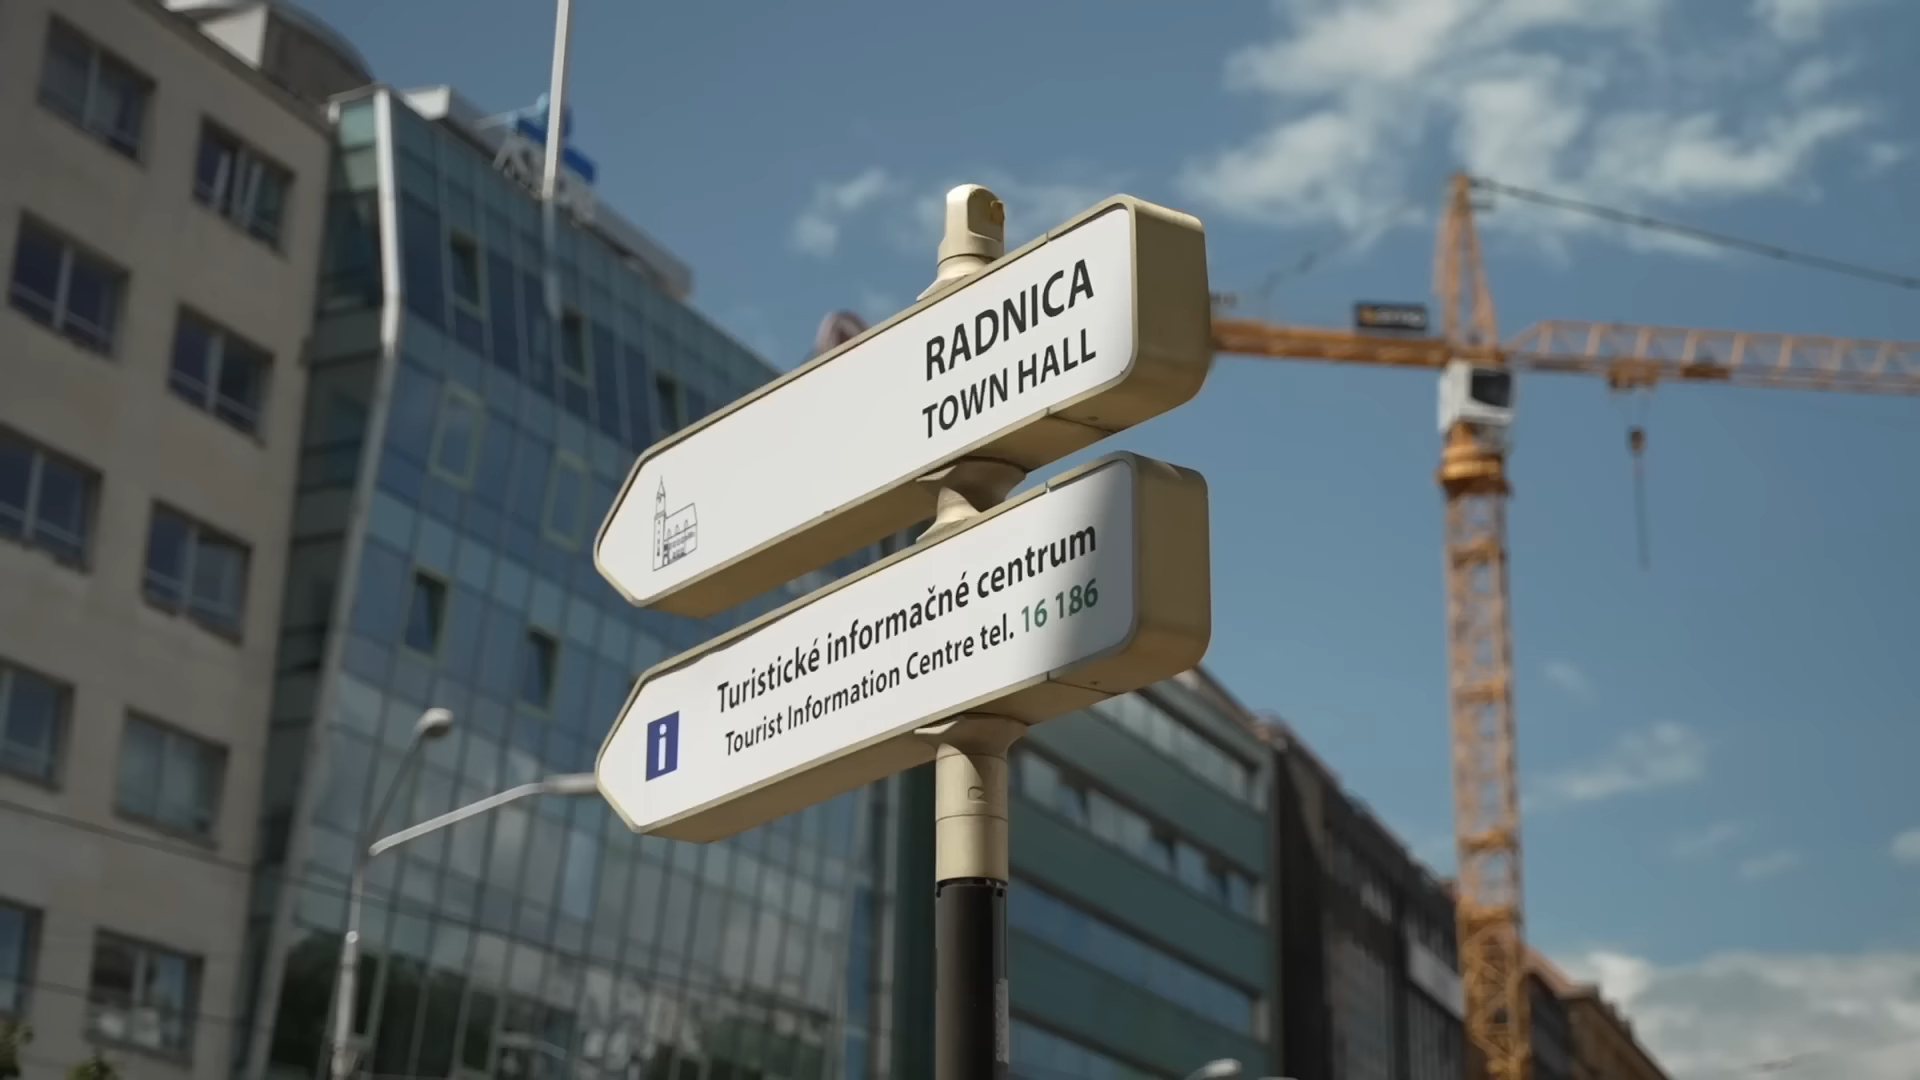 RADNICA
TOWN HALL
Turistické informačné centrum
Tourist Information Centre tel. 16 186
i